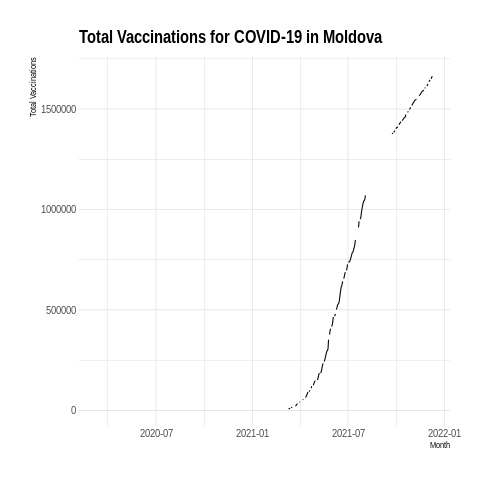 Total Vaccinations for COVID-19 in Moldova
Total Vaccinations
1500000
1000000
500000
0
2020-07 2021-01 2021-07 2022-01
Month